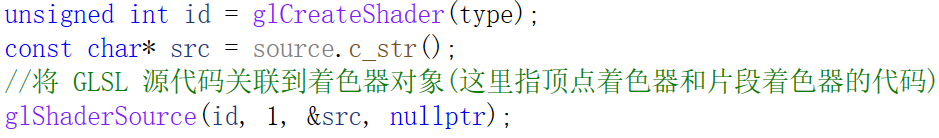 unsigned int id = glCreateShader(type);
const char* src = source.c_str();
//将 GLSL 源代码关联到着色器对象(这里指顶点着色器和片段着色器的代码)
glShaderSource(id, 1, &src, nullptr);